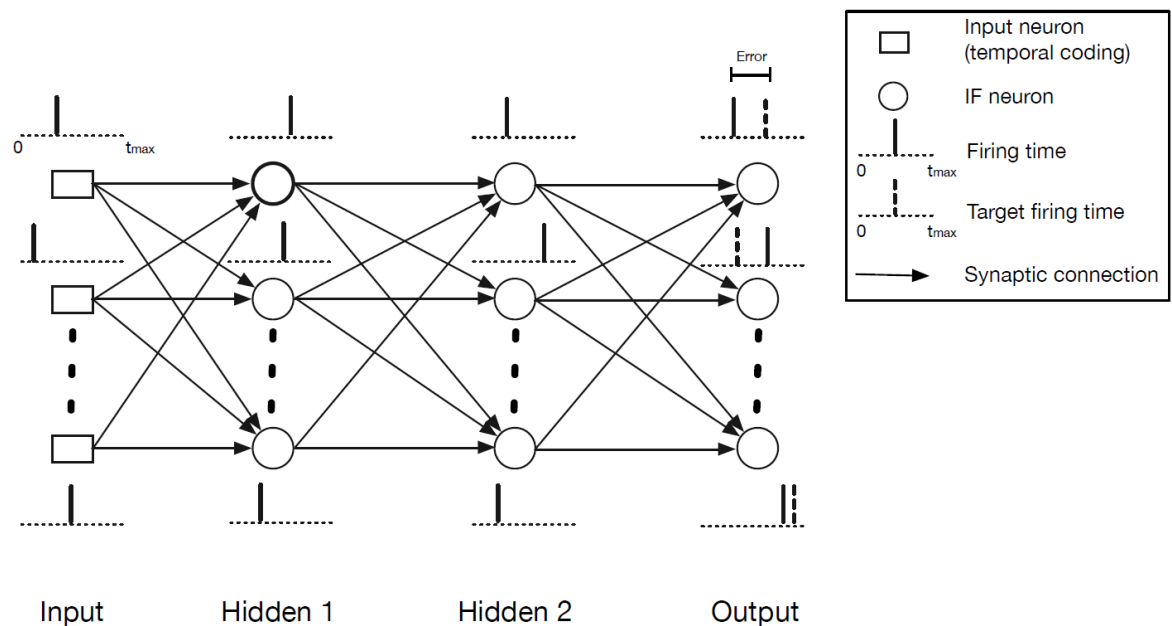 Error
0
tmax
Input
Hidden 1
Hidden 2
Output
Input neuron
(temporal coding)
IF neuron
Firing time
0
tmax
Target firing time
0
tmax
Synaptic connection